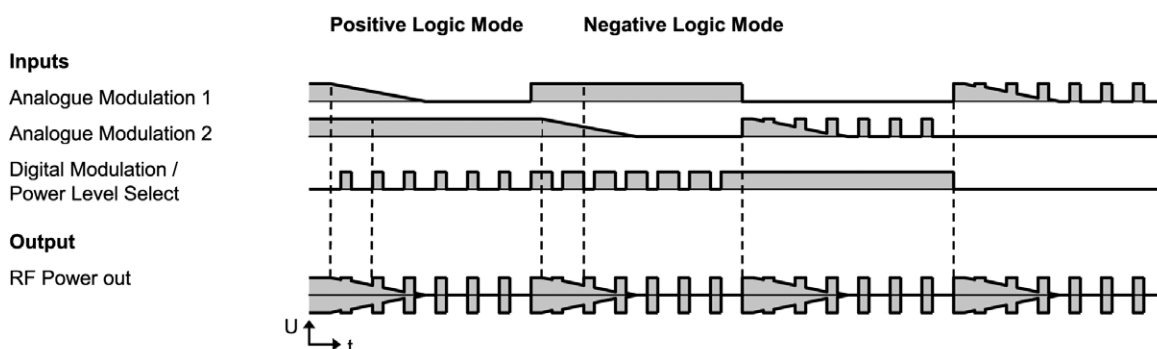 Positive Logic Mode
Negative Logic Mode
Inputs
Analogue Modulation 1
Analogue Modulation 2
Digital Modulation /
Power Level Select
Output
RF Power out
U
t